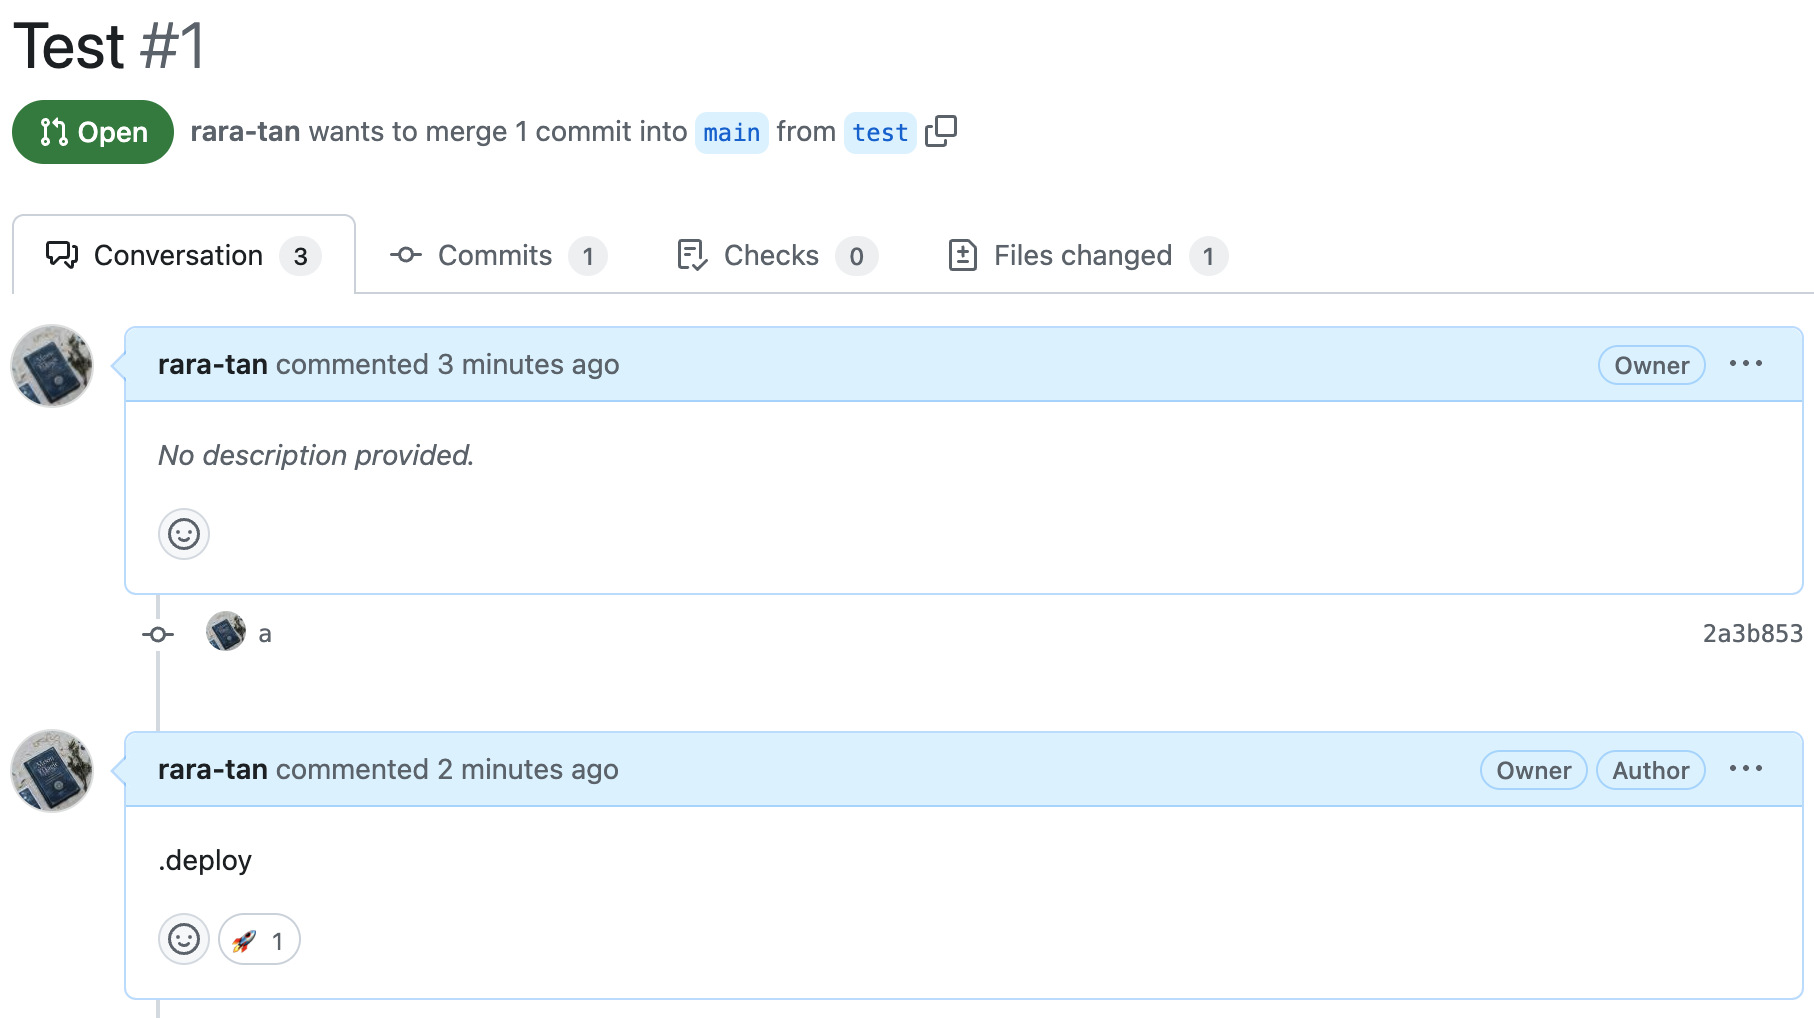 Test #1
Open rara-tan wants to merge 1 commit into main from test
Conversation 3 Commits 1 Checks 0 Files changed 1
rara-tan commented 3 minutes ago Owner
No description provided.
a 2a3b853
rara-tan commented 2 minutes ago Owner Author
.deploy
1